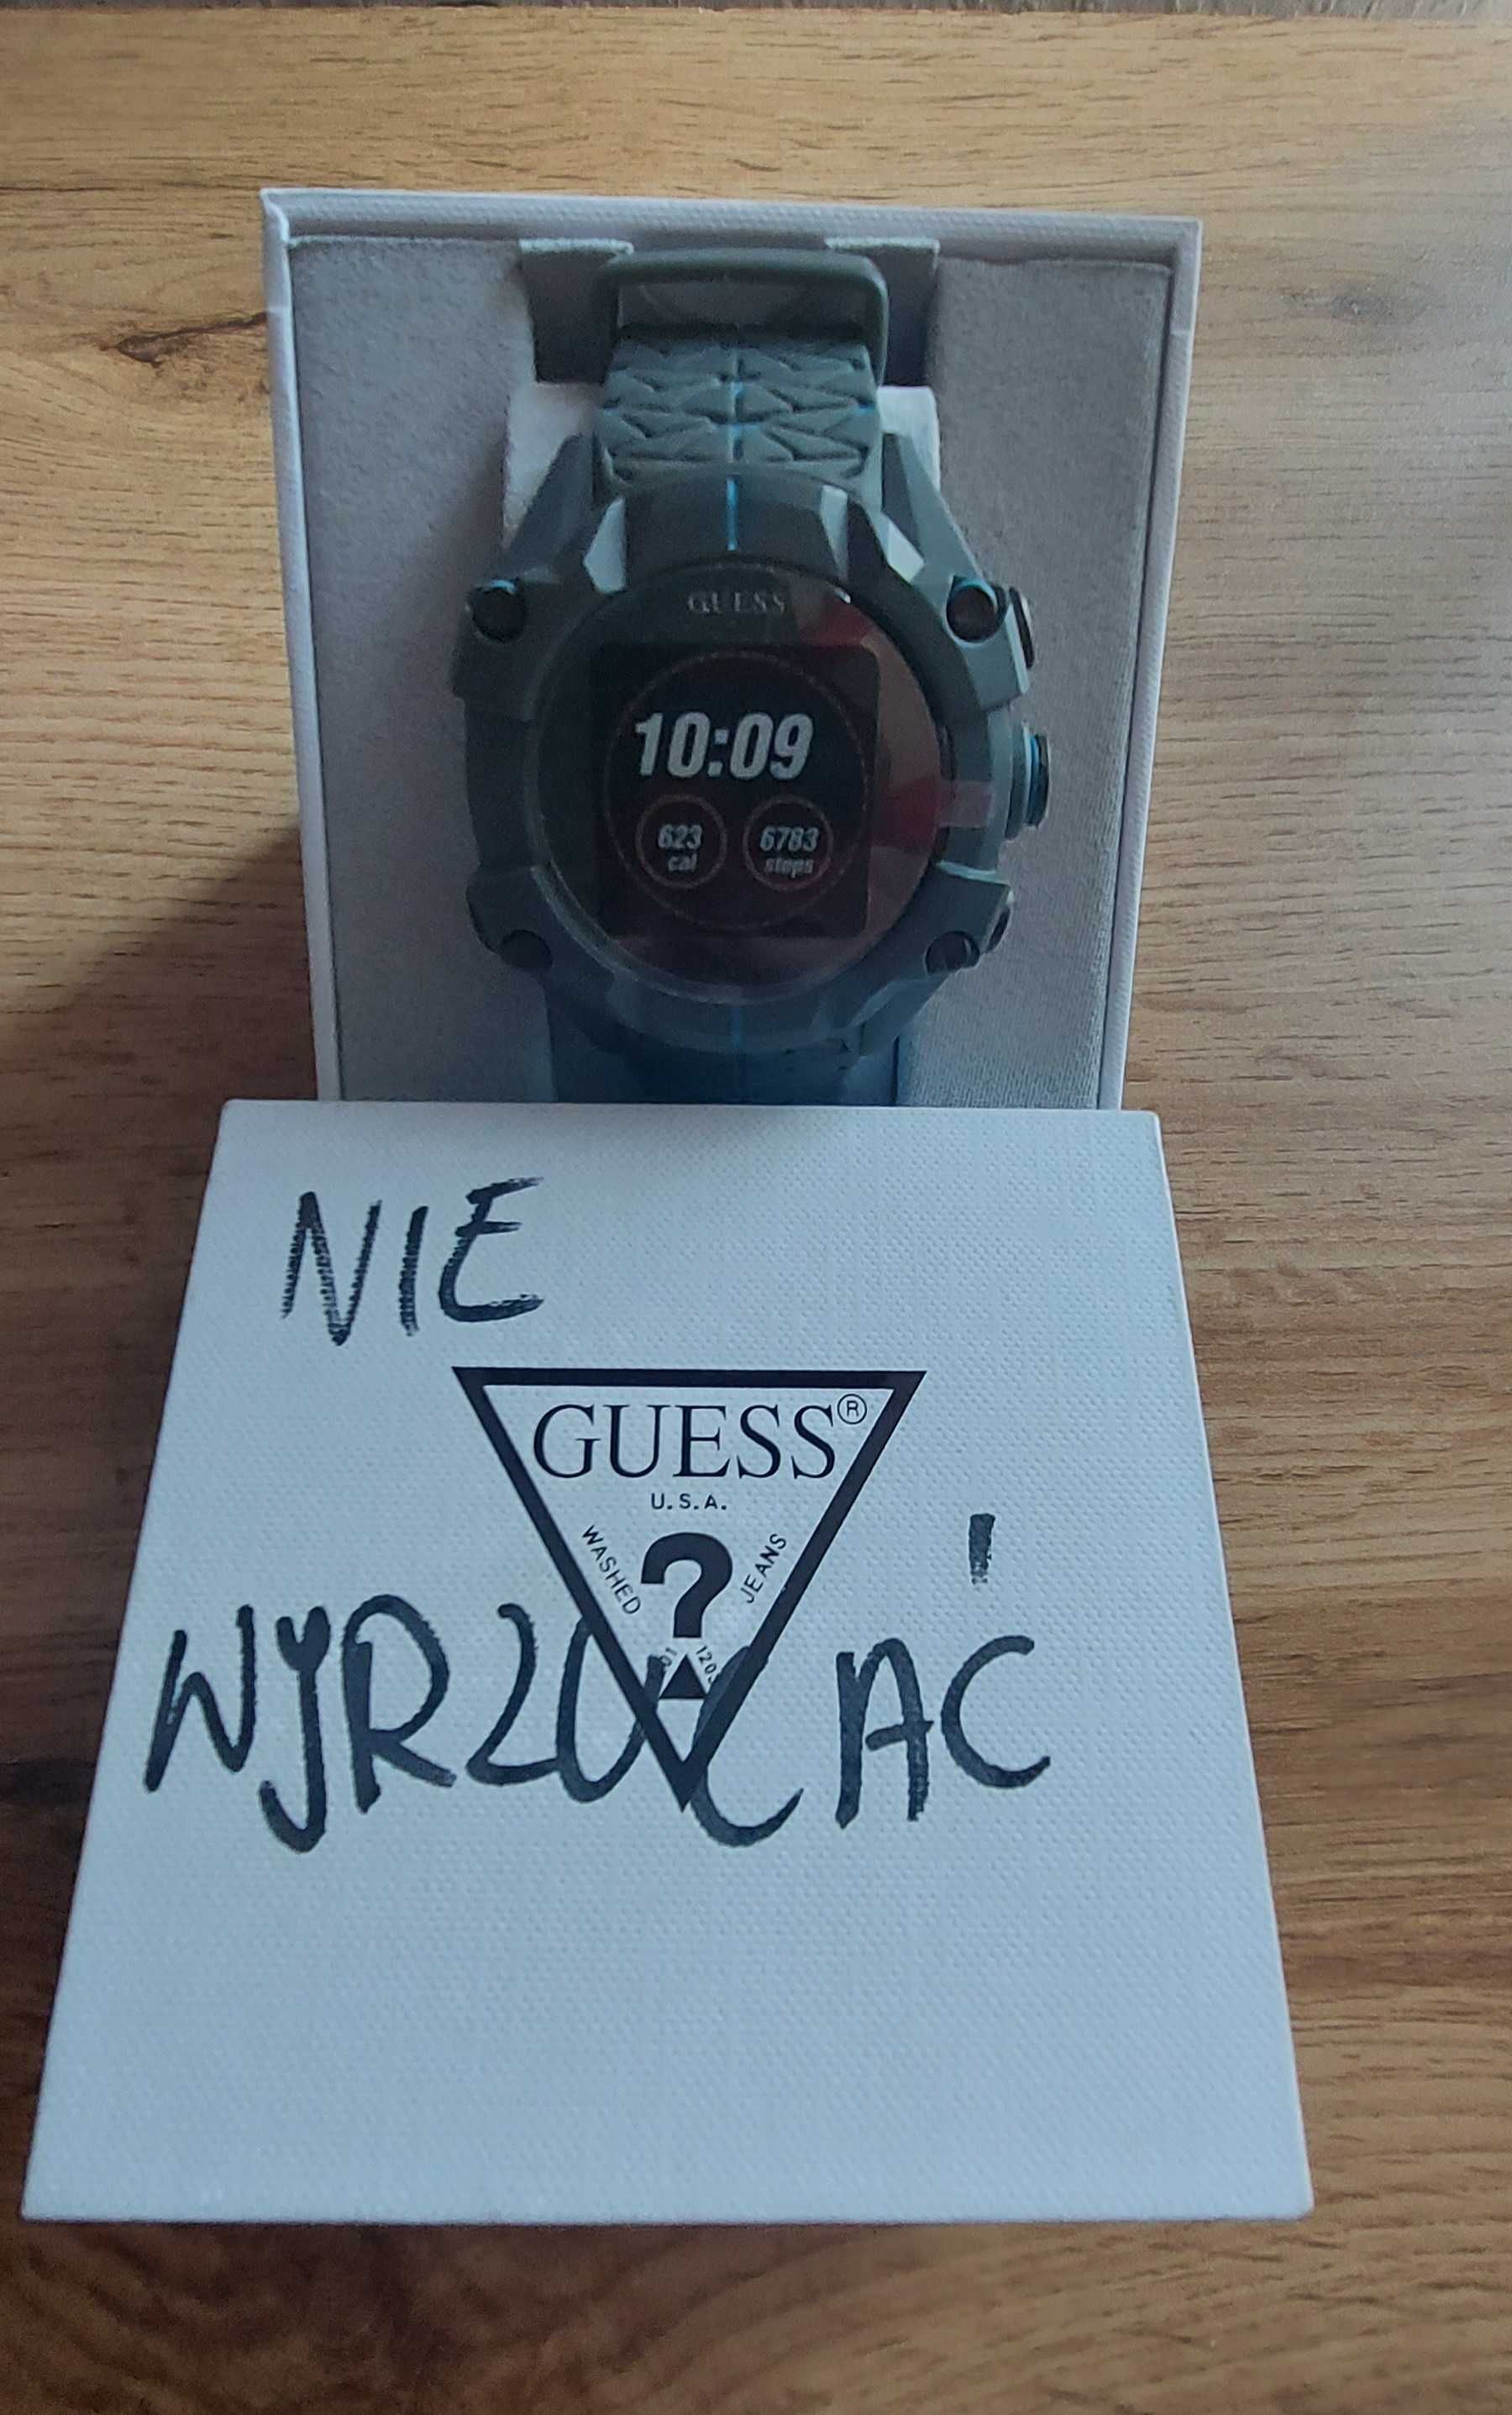 GUESS
10:09
623 6783
cal steps
NIE
GUESS®
U.S.A.
WASHED ? JEANS
WYRZUCAĆ